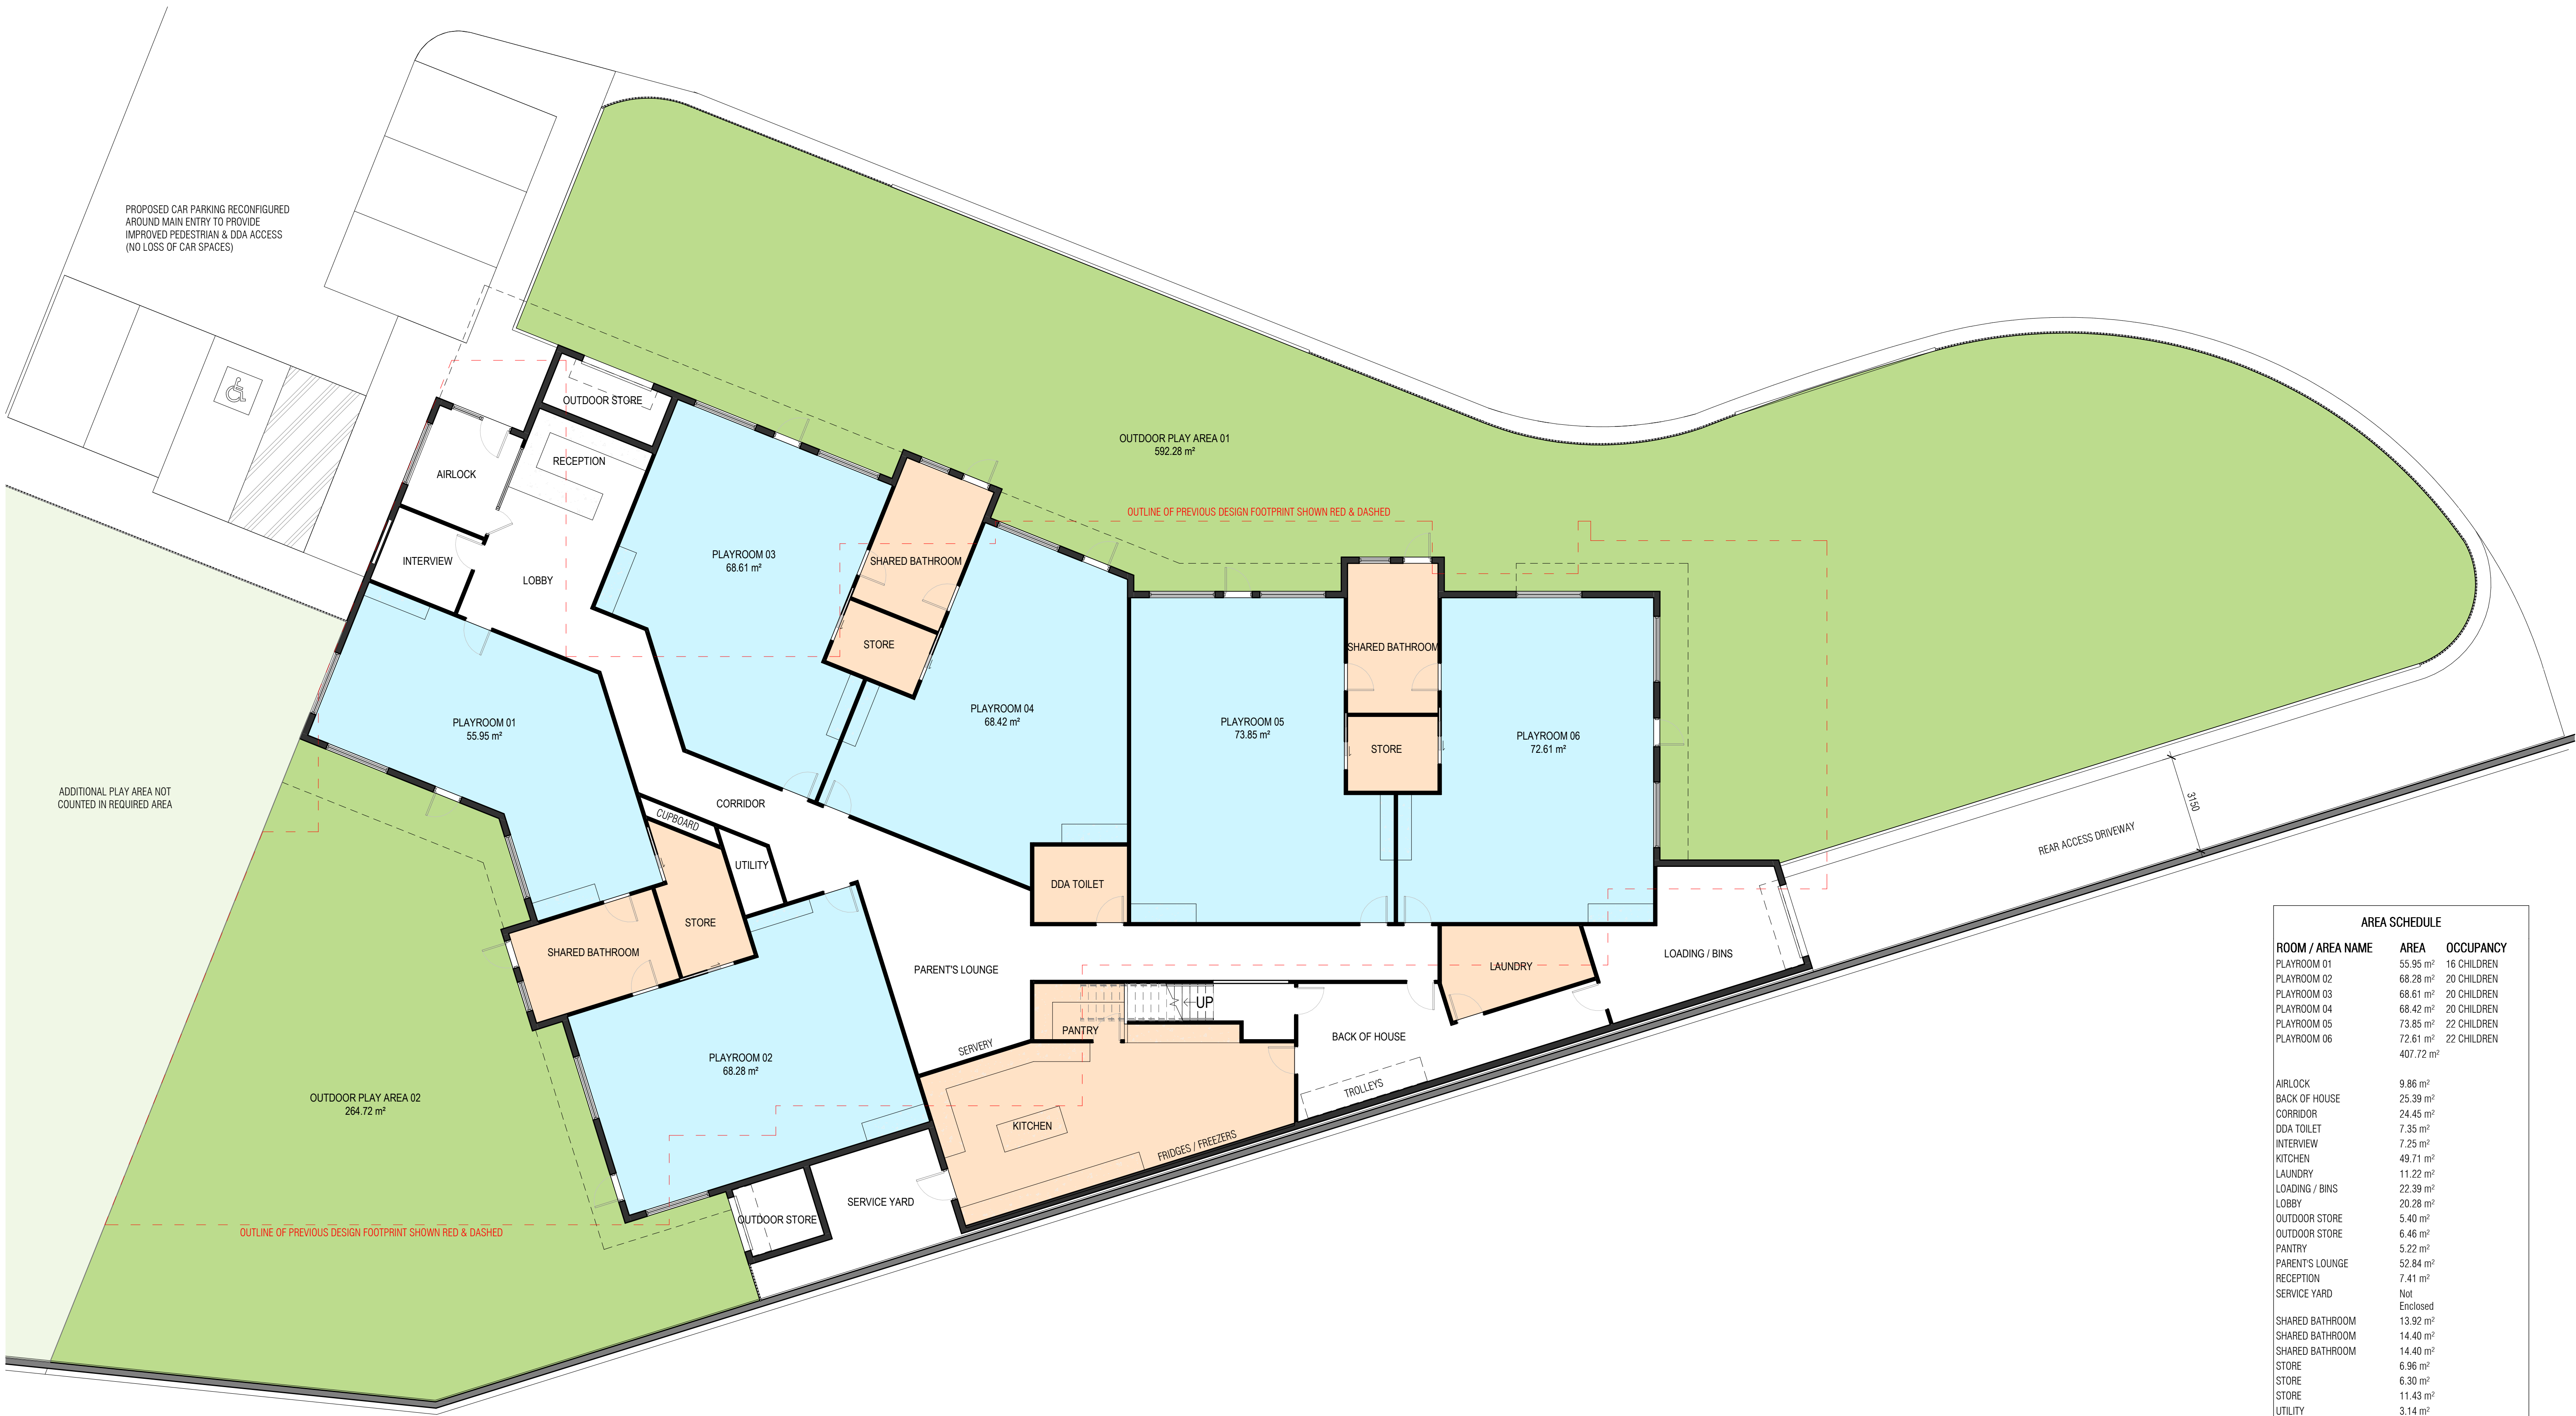 PROPOSED CAR PARKING RECONFIGURED
AROUND MAIN ENTRY TO PROVIDE
IMPROVED PEDESTRIAN & DDA ACCESS
(NO LOSS OF CAR SPACES)
OUTDOOR STORE
OUTDOOR PLAY AREA 01
592.28 m²
RECEPTION
AIRLOCK
OUTLINE OF PREVIOUS DESIGN FOOTPRINT SHOWN RED & DASHED
INTERVIEW
LOBBY
PLAYROOM 03
68.61 m²
SHARED BATHROOM
STORE
SHARED BATHROOM
PLAYROOM 01
55.95 m²
PLAYROOM 04
68.42 m²
PLAYROOM 05
73.85 m²
STORE
PLAYROOM 06
72.61 m²
ADDITIONAL PLAY AREA NOT
COUNTED IN REQUIRED AREA
CORRIDOR
CUPBOARD
3150
REAR ACCESS DRIVEWAY
UTILITY
DDA TOILET
STORE
SHARED BATHROOM
PARENT'S LOUNGE
LAUNDRY
LOADING / BINS
UP
PANTRY
SERVERY
BACK OF HOUSE
PLAYROOM 02
68.28 m²
TROLLEYS
OUTDOOR PLAY AREA 02
264.72 m²
KITCHEN
FRIDGES / FREEZERS
SERVICE YARD
OUTDOOR STORE
OUTLINE OF PREVIOUS DESIGN FOOTPRINT SHOWN RED & DASHED
AREA SCHEDULE
ROOM / AREA NAME AREA OCCUPANCY
PLAYROOM 01 55.95 m² 16 CHILDREN
PLAYROOM 02 68.28 m² 20 CHILDREN
PLAYROOM 03 68.61 m² 20 CHILDREN
PLAYROOM 04 68.42 m² 20 CHILDREN
PLAYROOM 05 73.85 m² 22 CHILDREN
PLAYROOM 06 72.61 m² 22 CHILDREN
407.72 m²
AIRLOCK 9.86 m²
BACK OF HOUSE 25.39 m²
CORRIDOR 24.45 m²
DDA TOILET 7.35 m²
INTERVIEW 7.25 m²
KITCHEN 49.71 m²
LAUNDRY 11.22 m²
LOADING / BINS 22.39 m²
LOBBY 20.28 m²
OUTDOOR STORE 5.40 m²
OUTDOOR STORE 6.46 m²
PANTRY 5.22 m²
PARENT'S LOUNGE 52.84 m²
RECEPTION 7.41 m²
SERVICE YARD Not
Enclosed
SHARED BATHROOM 13.92 m²
SHARED BATHROOM 14.40 m²
SHARED BATHROOM 14.40 m²
STORE 6.96 m²
STORE 6.30 m²
STORE 11.43 m²
UTILITY 3.14 m²